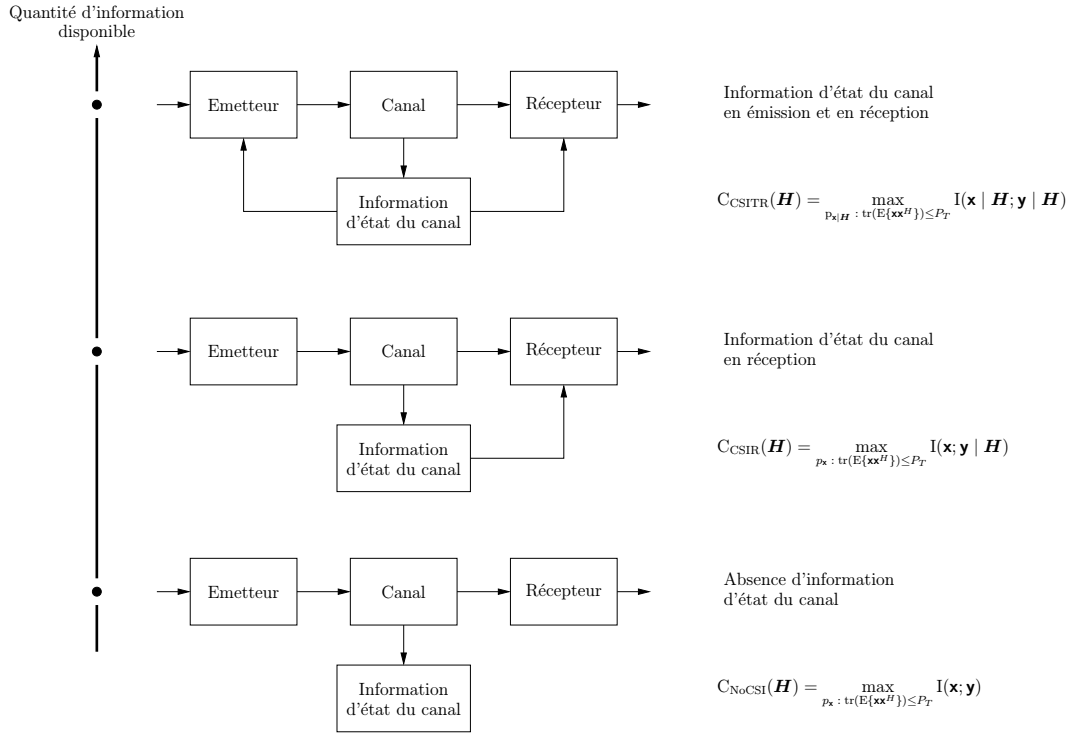 Quantité d'information
disponible
Emetteur
Canal
Récepteur
Information d'état du canal
en émission et en réception
Information
d'état du canal
C_CSITR(H) = max_{p_{x|H} : tr(E{xx^H})≤P_T} I(x | H; y | H)
Emetteur
Canal
Récepteur
Information d'état du canal
en réception
Information
d'état du canal
C_CSIR(H) = max_{p_x : tr(E{xx^H})≤P_T} I(x; y | H)
Emetteur
Canal
Récepteur
Absence d'information
d'état du canal
Information
d'état du canal
C_NoCSI(H) = max_{p_x : tr(E{xx^H})≤P_T} I(x; y)